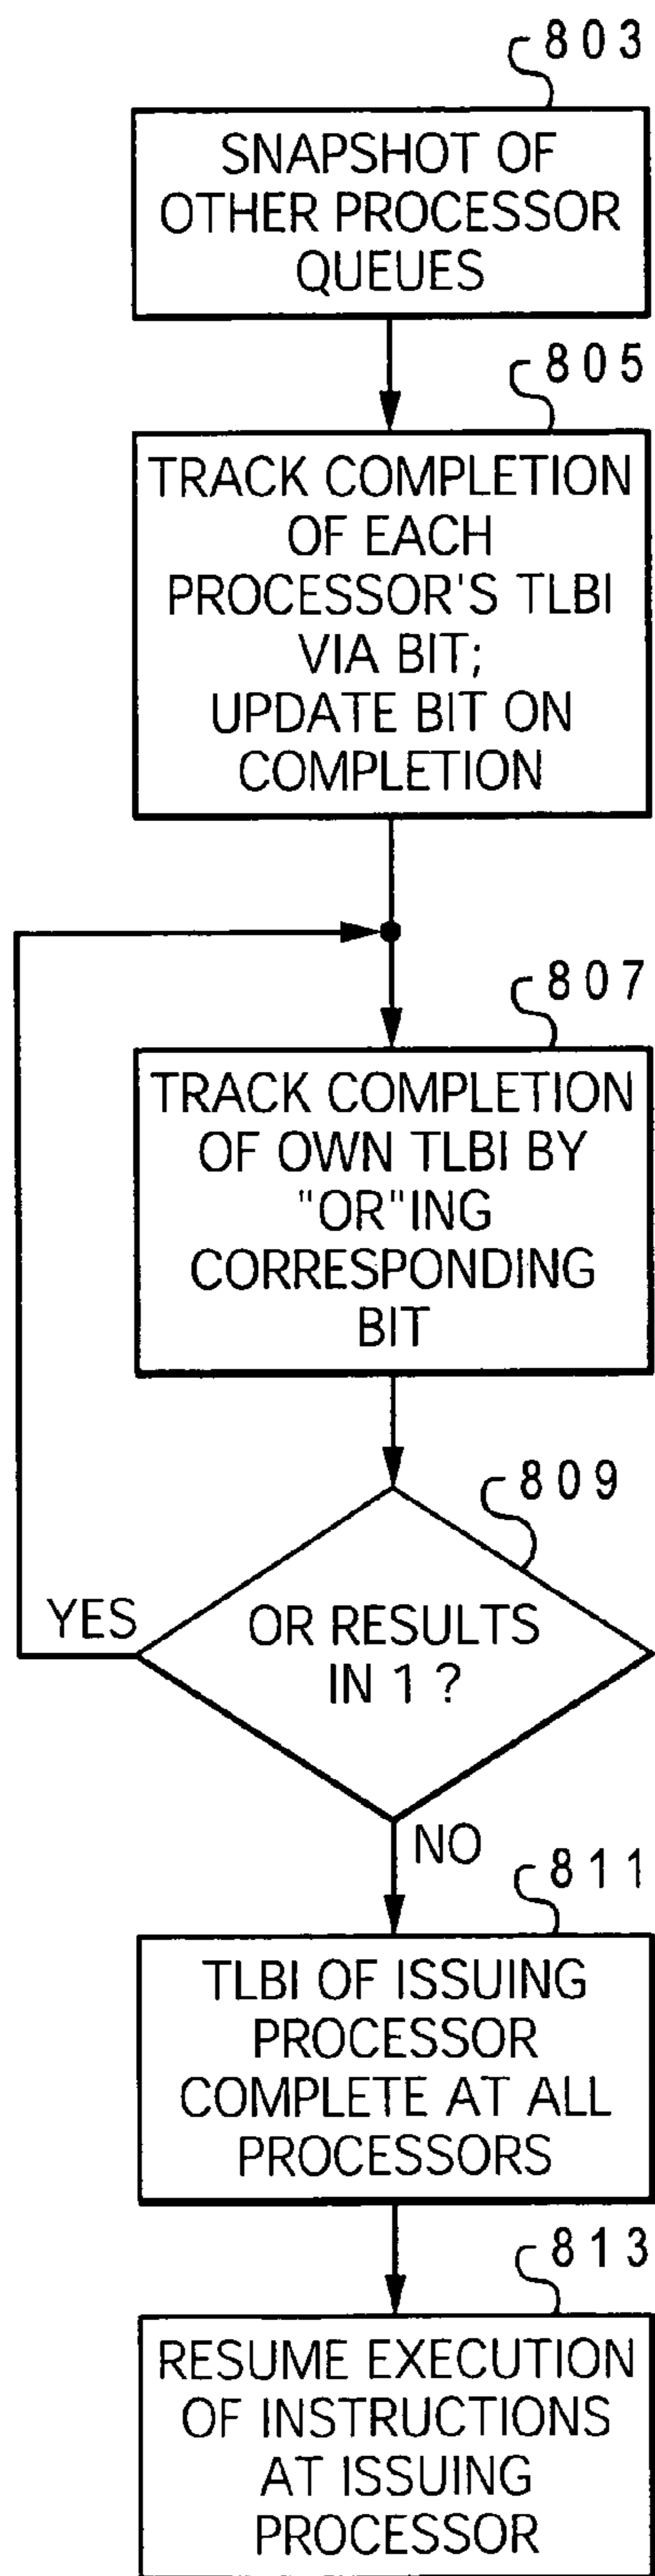 803
SNAPSHOT OF
OTHER PROCESSOR
QUEUES
805
TRACK COMPLETION
OF EACH
PROCESSOR'S TLBI
VIA BIT;
UPDATE BIT ON
COMPLETION
807
TRACK COMPLETION
OF OWN TLBI BY
"OR"ING
CORRESPONDING
BIT
809
YES
OR RESULTS
IN 1 ?
NO
811
TLBI OF ISSUING
PROCESSOR
COMPLETE AT ALL
PROCESSORS
813
RESUME EXECUTION
OF INSTRUCTIONS
AT ISSUING
PROCESSOR